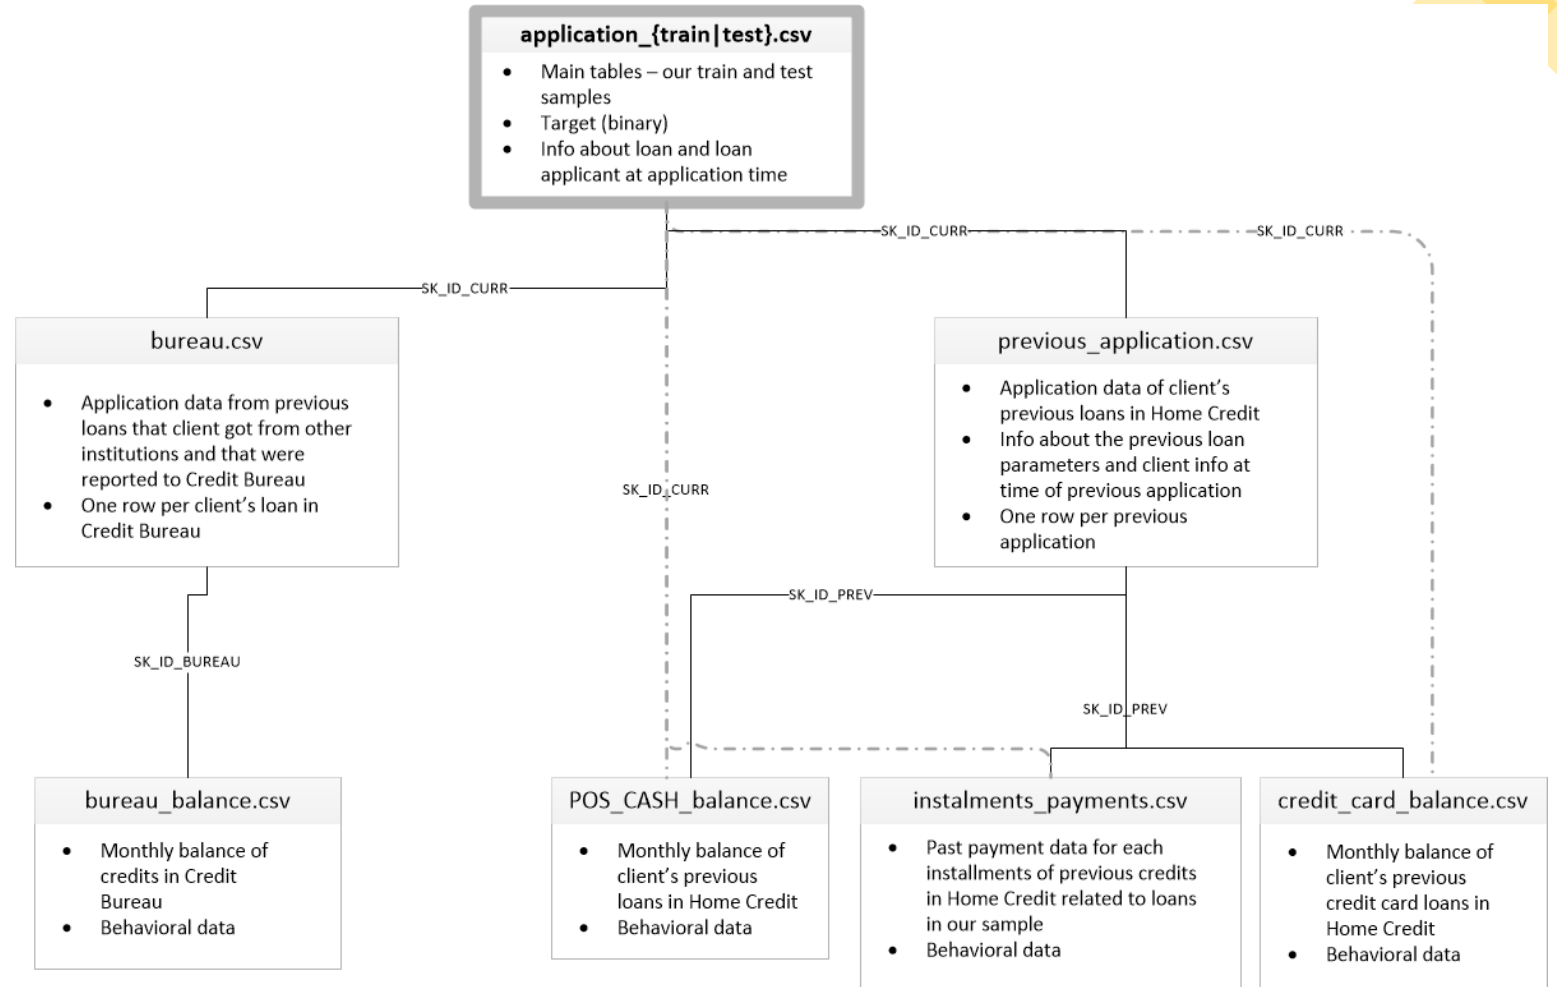 application_{train|test}.csv
• Main tables – our train and test
samples
• Target (binary)
• Info about loan and loan
applicant at application time
SK_ID_CURR
SK_ID_CURR
SK_ID_CURR
bureau.csv
• Application data from previous
loans that client got from other
institutions and that were
reported to Credit Bureau
• One row per client's loan in
Credit Bureau
previous_application.csv
• Application data of client's
previous loans in Home Credit
• Info about the previous loan
parameters and client info at
time of previous application
• One row per previous
application
SK_ID_CURR
SK_ID_PREV
SK_ID_BUREAU
SK_ID_PREV
bureau_balance.csv
• Monthly balance of
credits in Credit
Bureau
• Behavioral data
POS_CASH_balance.csv
• Monthly balance of
client's previous
loans in Home Credit
• Behavioral data
instalments_payments.csv
• Past payment data for each
installments of previous credits
in Home Credit related to loans
in our sample
• Behavioral data
credit_card_balance.csv
• Monthly balance of
client's previous
credit card loans in
Home Credit
• Behavioral data